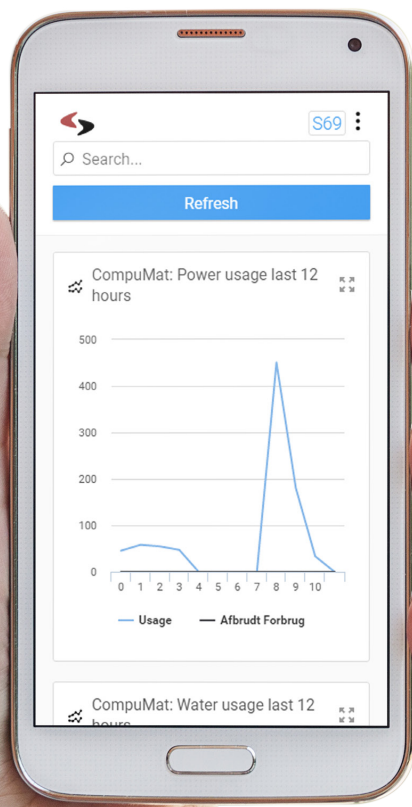 S69
Search...
Refresh
CompuMat: Power usage last 12
hours
500
400
300
200
100
0
0 1 2 3 4 5 6 7 8 9 10
Usage Afbrudt Forbrug
CompuMat: Water usage last 12
hours